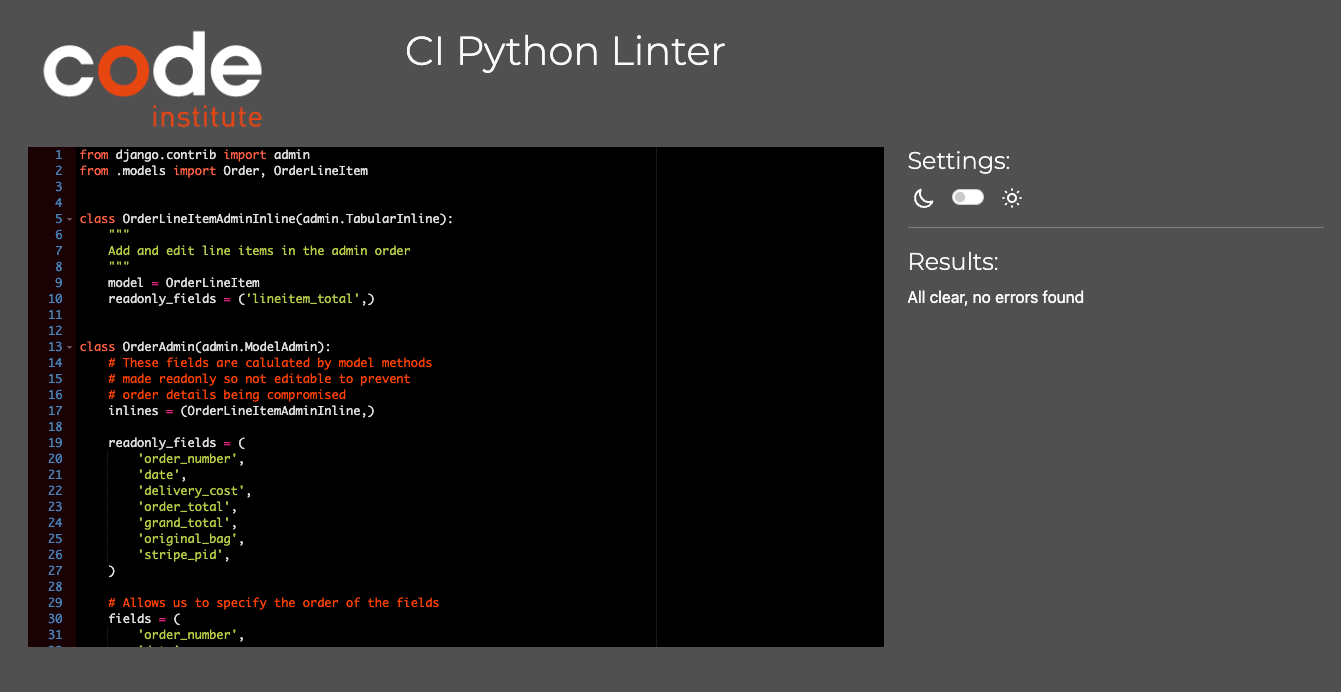 code
institute
CI Python Linter
1 from django.contrib import admin
2 from .models import Order, OrderLineItem
3
4
5 class OrderLineItemAdminInline(admin.TabularInline):
6 """
7 Add and edit line items in the admin order
8 """
9 model = OrderLineItem
10 readonly_fields = ('lineitem_total',)
11
12
13 class OrderAdmin(admin.ModelAdmin):
14 # These fields are calulated by model methods
15 # made readonly so not editable to prevent
16 # order details being compromised
17 inlines = (OrderLineItemAdminInline,)
18
19 readonly_fields = (
20 'order_number',
21 'date',
22 'delivery_cost',
23 'order_total',
24 'grand_total',
25 'original_bag',
26 'stripe_pid',
27 )
28
29 # Allows us to specify the order of the fields
30 fields = (
31 'order_number',
Settings:
Results:
All clear, no errors found